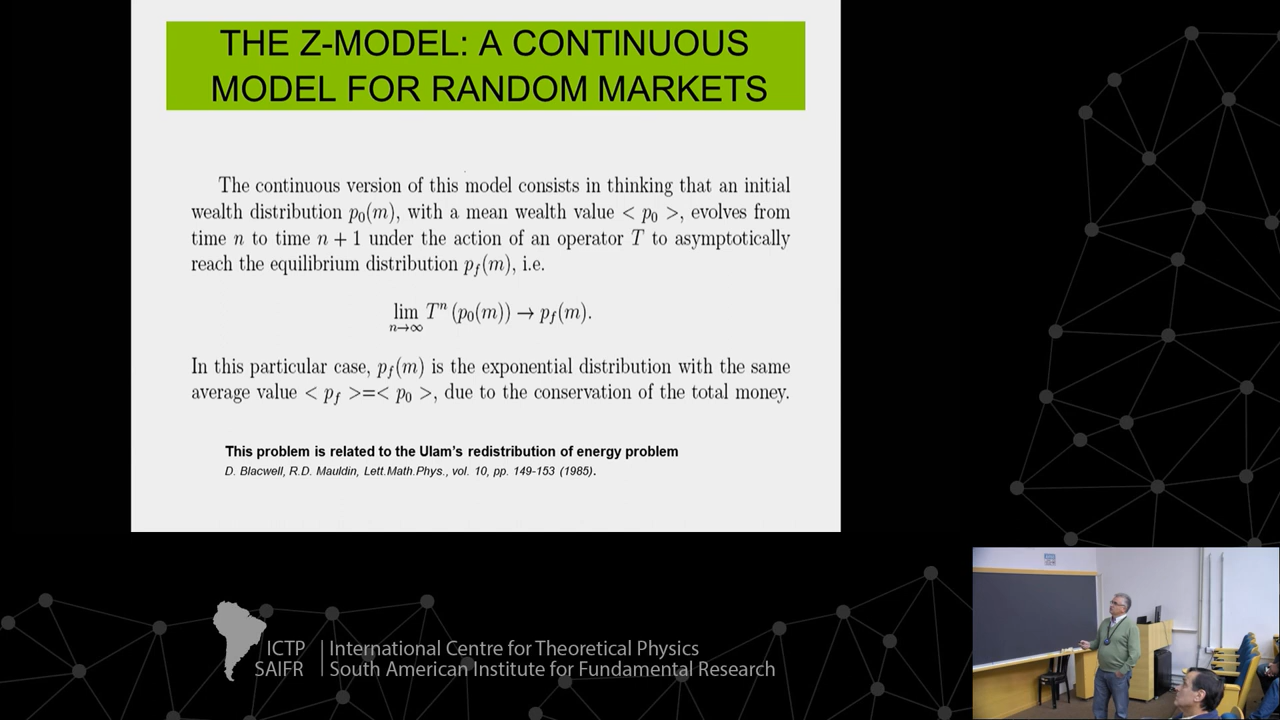 THE Z-MODEL: A CONTINUOUS
MODEL FOR RANDOM MARKETS
The continuous version of this model consists in thinking that an initial
wealth distribution p₀(m), with a mean wealth value < p₀ >, evolves from
time n to time n + 1 under the action of an operator T to asymptotically
reach the equilibrium distribution p_f(m), i.e.
lim_{n→∞} Tⁿ (p₀(m)) → p_f(m).
In this particular case, p_f(m) is the exponential distribution with the same
average value < p_f >=< p₀ >, due to the conservation of the total money.
This problem is related to the Ulam's redistribution of energy problem
D. Blacwell, R.D. Mauldin, Lett.Math.Phys., vol. 10, pp. 149-153 (1985).
ICTP | International Centre for Theoretical Physics
SAIFR | South American Institute for Fundamental Research